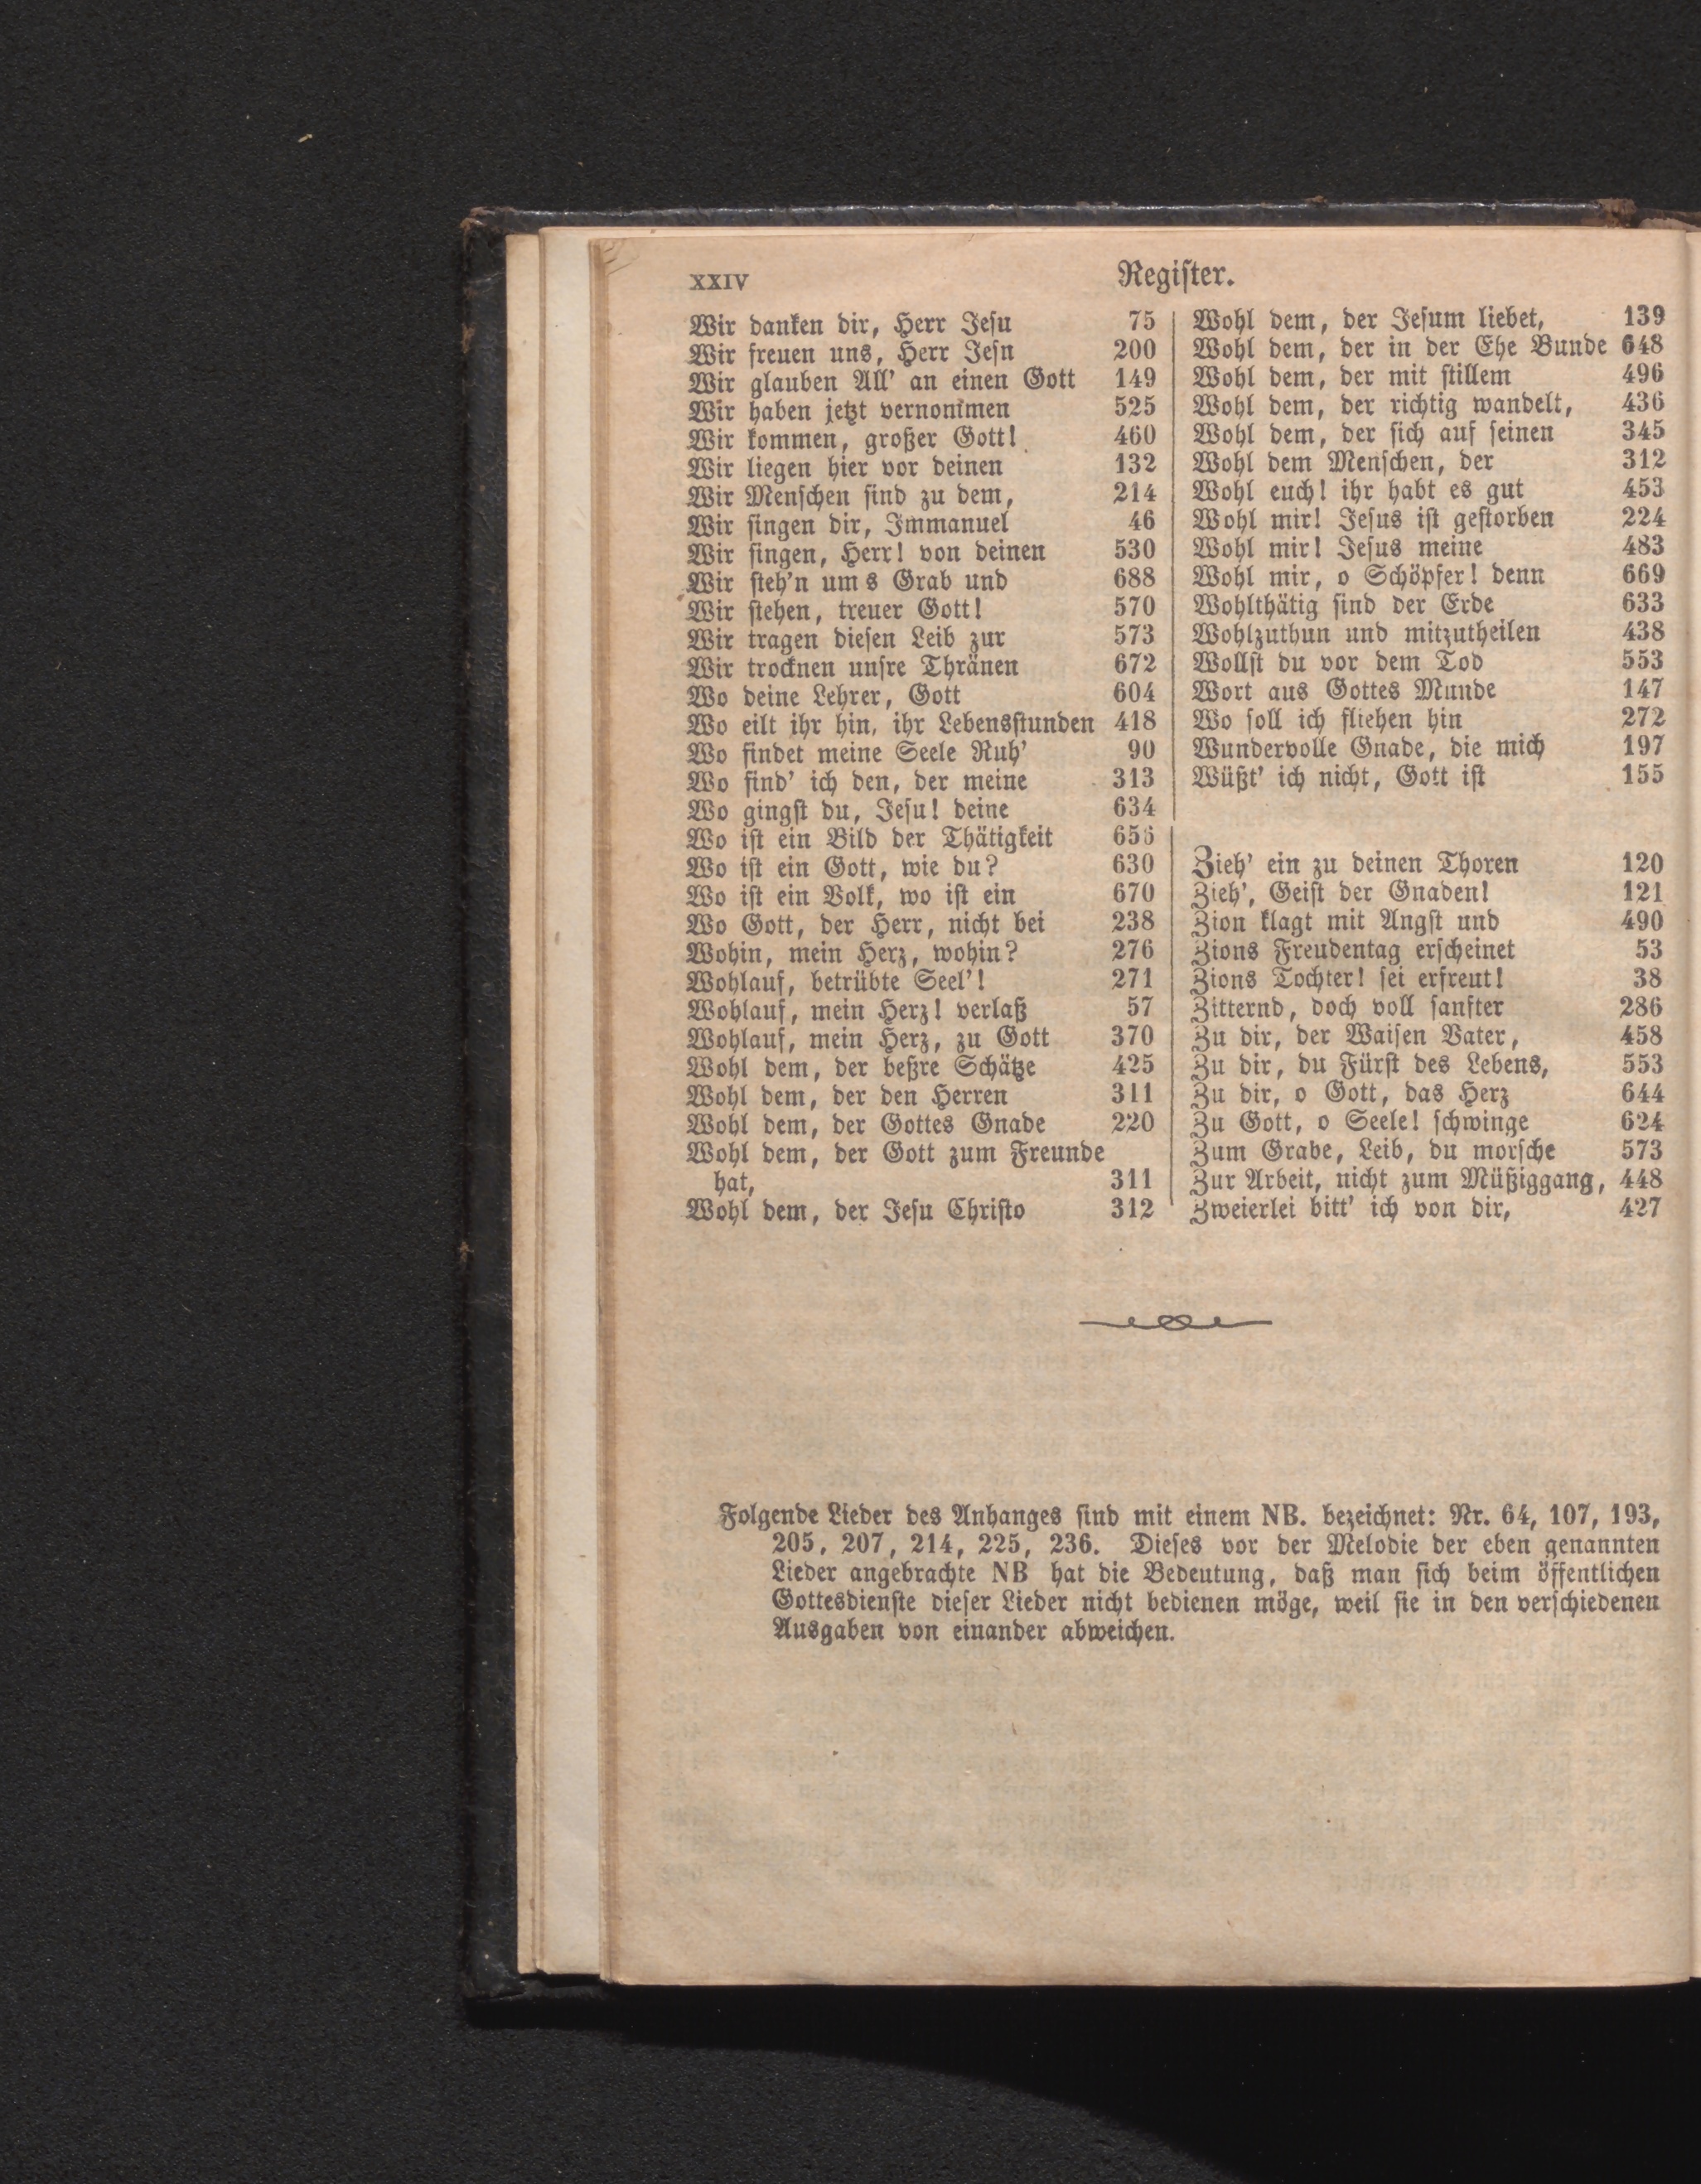 XXIV
Register.
Wir danken dir, Herr Jesu 75
Wir freuen uns, Herr Jesu 200
Wir glauben All' an einen Gott 149
Wir haben jetzt vernommen 525
Wir kommen, großer Gott! 460
Wir liegen hier vor deinen 132
Wir Menschen sind zu dem, 214
Wir singen dir, Immanuel 46
Wir singen, Herr! von deinen 530
Wir steh'n ums Grab und 688
Wir stehen, treuer Gott! 570
Wir tragen diesen Leib zur 573
Wir trocknen unsre Thränen 672
Wo deine Lehrer, Gott 604
Wo eilt ihr hin, ihr Lebensstunden 418
Wo findet meine Seele Ruh' 90
Wo find' ich den, der meine 313
Wo gingst du, Jesu! deine 634
Wo ist ein Bild der Thätigkeit 656
Wo ist ein Gott, wie du? 630
Wo ist ein Volk, wo ist ein 670
Wo Gott, der Herr, nicht bei 238
Wohin, mein Herz, wohin? 276
Wohlauf, betrübte Seel'! 271
Wohlauf, mein Herz! verlaß 57
Wohlauf, mein Herz, zu Gott 370
Wohl dem, der beßre Schätze 425
Wohl dem, der den Herren 311
Wohl dem, der Gottes Gnade 220
Wohl dem, der Gott zum Freunde
hat, 311
Wohl dem, der Jesu Christo 312
Wohl dem, der Jesum liebet, 139
Wohl dem, der in der Ehe Bunde 648
Wohl dem, der mit stillem 496
Wohl dem, der richtig wandelt, 436
Wohl dem, der sich auf seinen 345
Wohl dem Menschen, der 312
Wohl euch! ihr habt es gut 453
Wohl mir! Jesus ist gestorben 224
Wohl mir! Jesus meine 483
Wohl mir, o Schöpfer! denn 669
Wohlthätig sind der Erde 633
Wohlzuthun und mitzutheilen 438
Wollst du vor dem Tod 553
Wort aus Gottes Munde 147
Wo soll ich fliehen hin 272
Wundervolle Gnade, die mich 197
Wüßt' ich nicht, Gott ist 155
Zieh' ein zu deinen Thoren 120
Zieh', Geist der Gnaden! 121
Zion klagt mit Angst und 490
Zions Freudentag erscheinet 53
Zions Tochter! sei erfreut! 38
Zitternd, doch voll sanfter 286
Zu dir, der Waisen Vater, 458
Zu dir, du Fürst des Lebens, 553
Zu dir, o Gott, das Herz 644
Zu Gott, o Seele! schwinge 624
Zum Grabe, Leib, du morsche 573
Zur Arbeit, nicht zum Müßiggang, 448
Zweierlei bitt' ich von dir, 427
Folgende Lieder des Anhanges sind mit einem NB. bezeichnet: Nr. 64, 107, 193,
205, 207, 214, 225, 236. Dieses vor der Melodie der eben genannten
Lieder angebrachte NB hat die Bedeutung, daß man sich beim öffentlichen
Gottesdienste dieser Lieder nicht bedienen möge, weil sie in den verschiedenen
Ausgaben von einander abweichen.